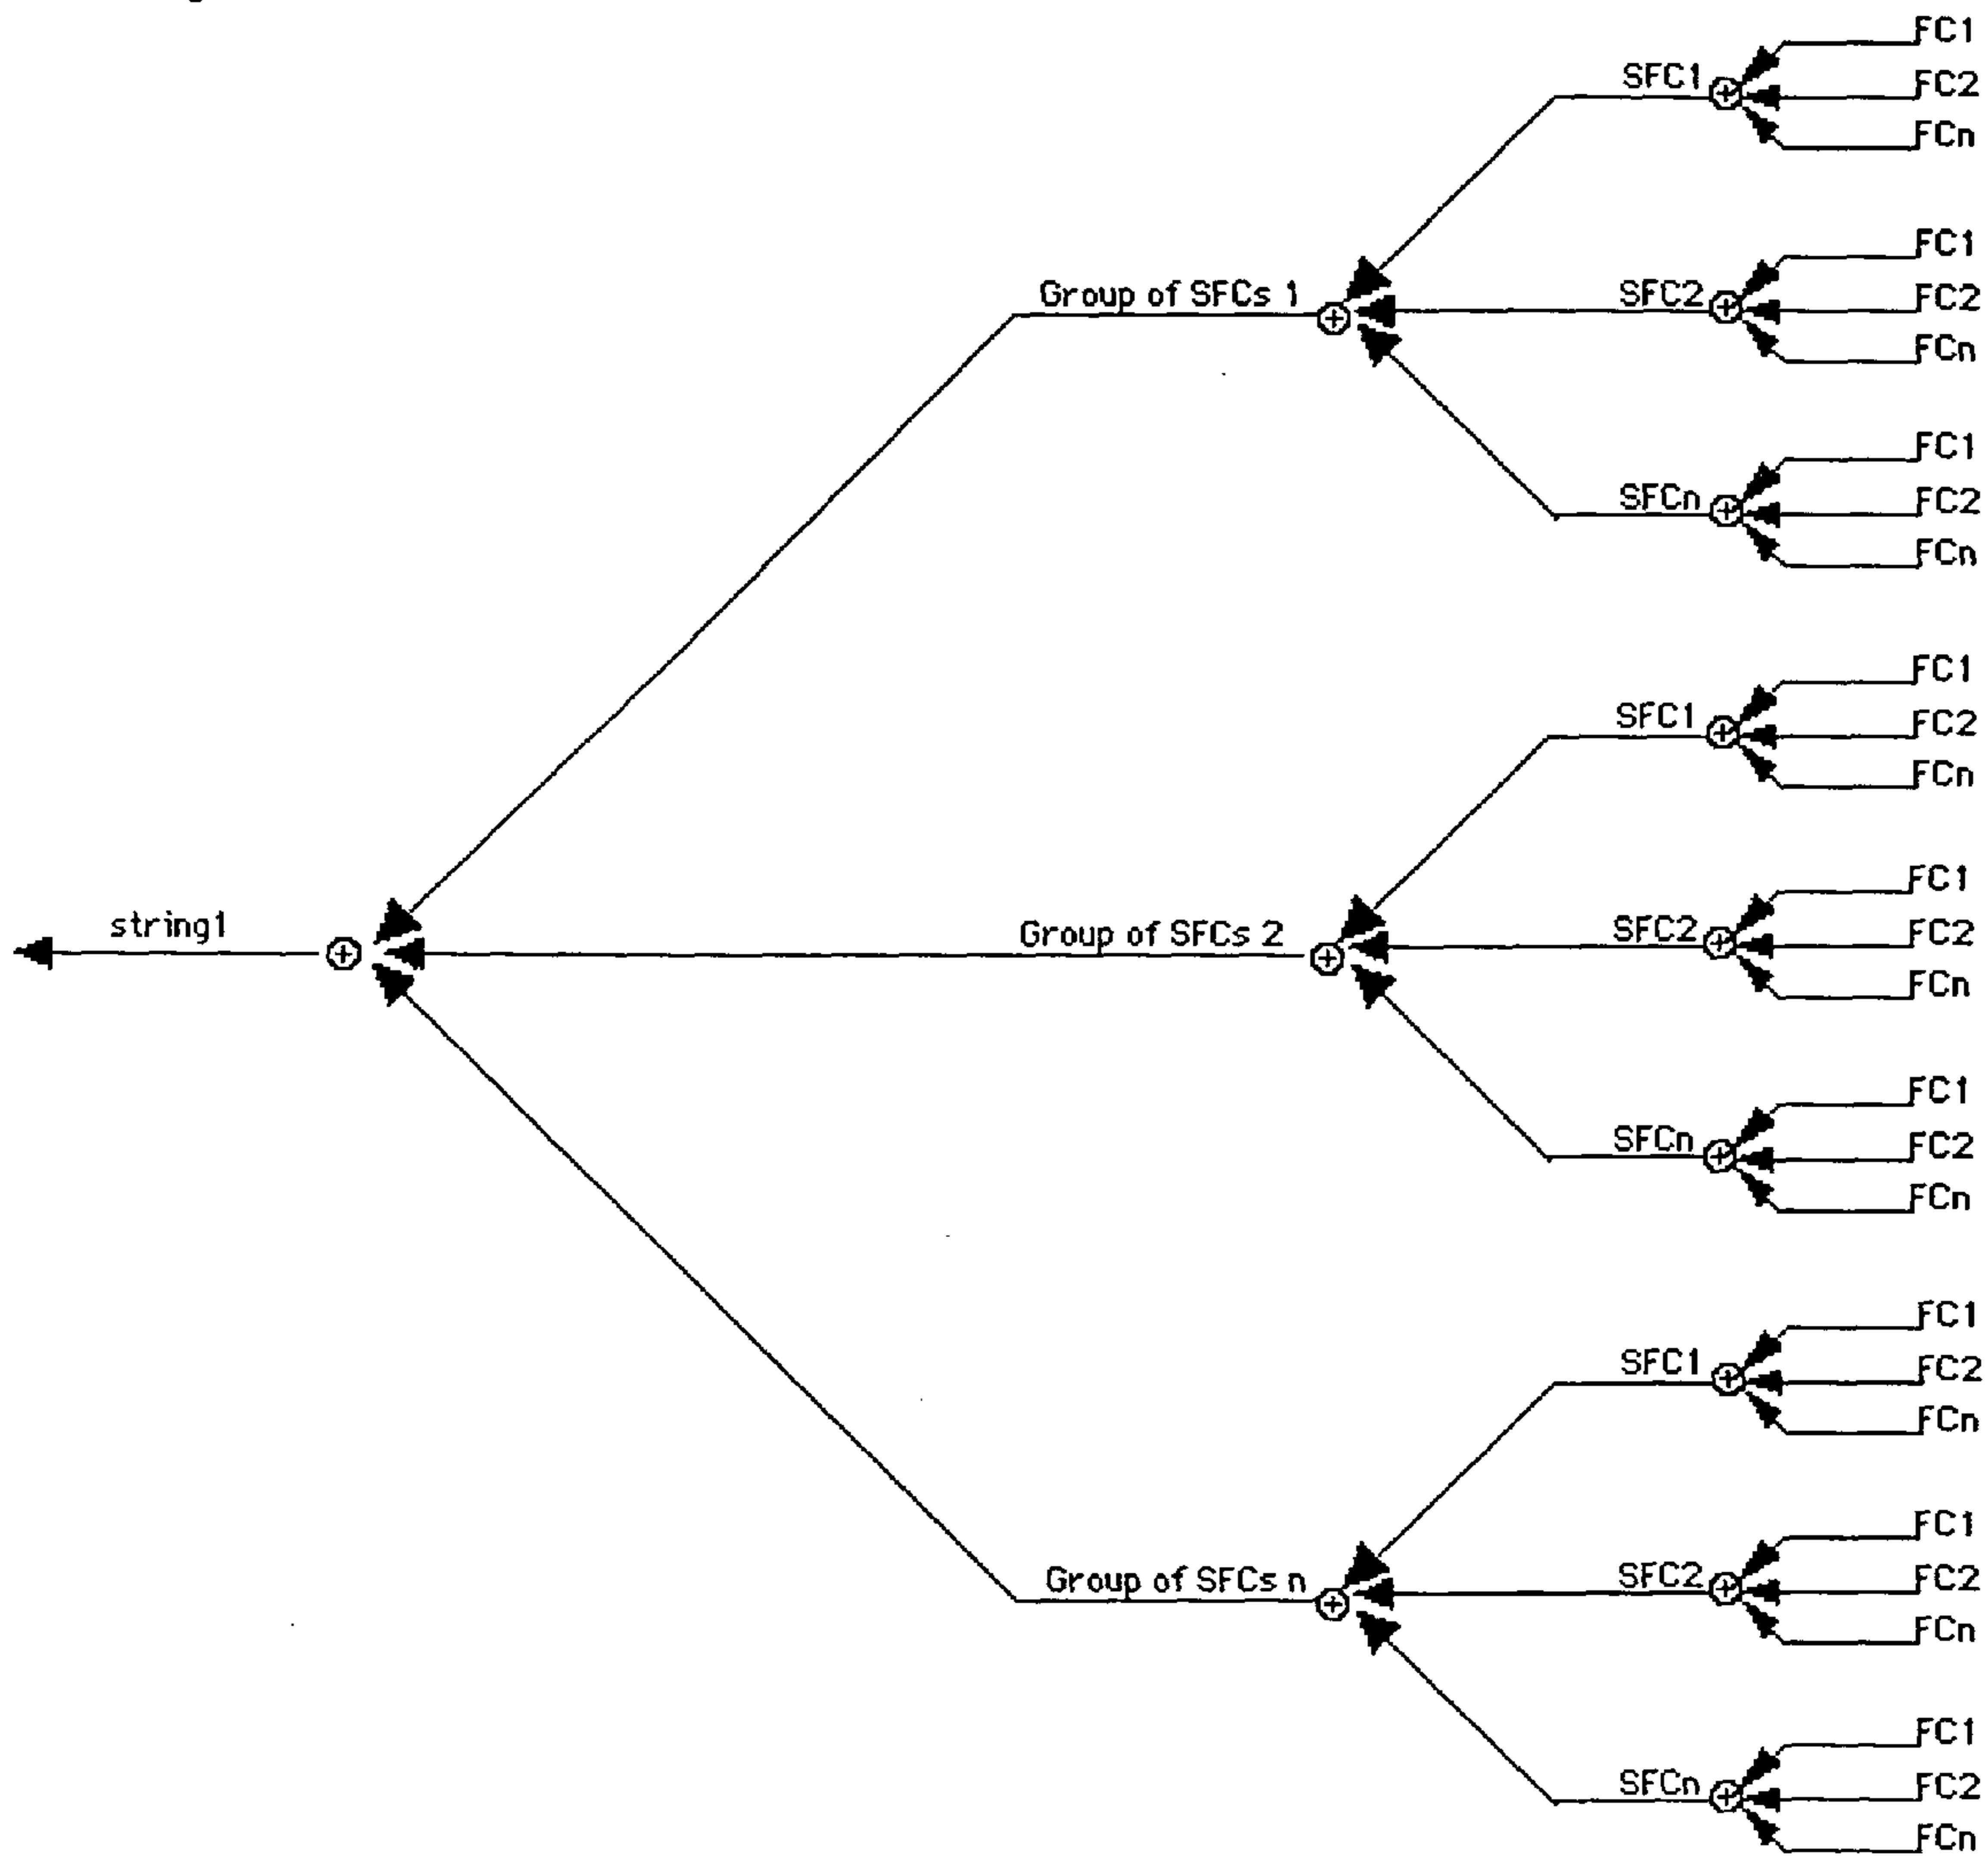 FC1
SFC1
FC2
FCn
FC1
Group of SFCs 1
SFC2
FC2
FCn
FC1
SFCn
FC2
FCn
FC1
SFC1
FC2
FCn
FC1
string1
Group of SFCs 2
SFC2
FC2
FCn
FC1
SFCn
FC2
FCn
FC1
SFC1
FC2
FCn
FC1
Group of SFCs n
SFC2
FC2
FCn
FC1
SFCn
FC2
FCn